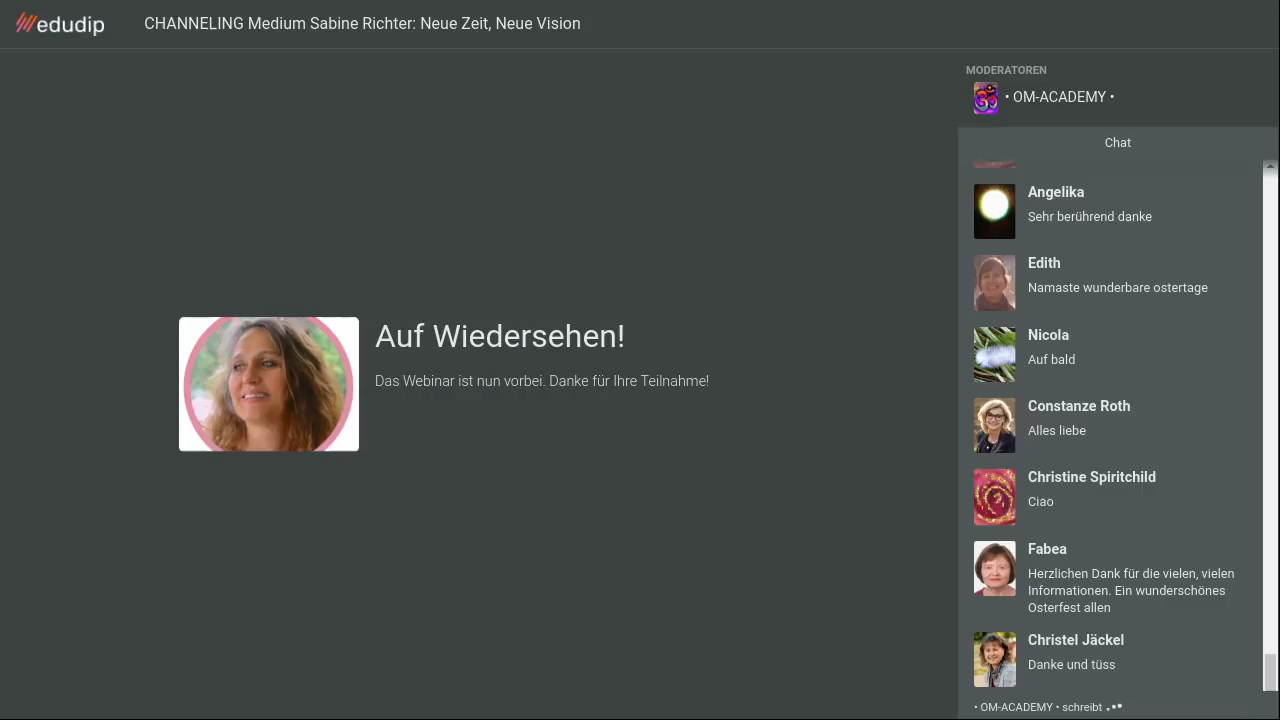 edudip
CHANNELING Medium Sabine Richter: Neue Zeit, Neue Vision
Auf Wiedersehen!
Das Webinar ist nun vorbei. Danke für Ihre Teilnahme!
MODERATOREN
• OM-ACADEMY •
Chat
Angelika
Sehr berührend danke
Edith
Namaste wunderbare ostertage
Nicola
Auf bald
Constanze Roth
Alles liebe
Christine Spiritchild
Ciao
Fabea
Herzlichen Dank für die vielen, vielen
Informationen. Ein wunderschönes
Osterfest allen
Christel Jäckel
Danke und tüss
• OM-ACADEMY • schreibt